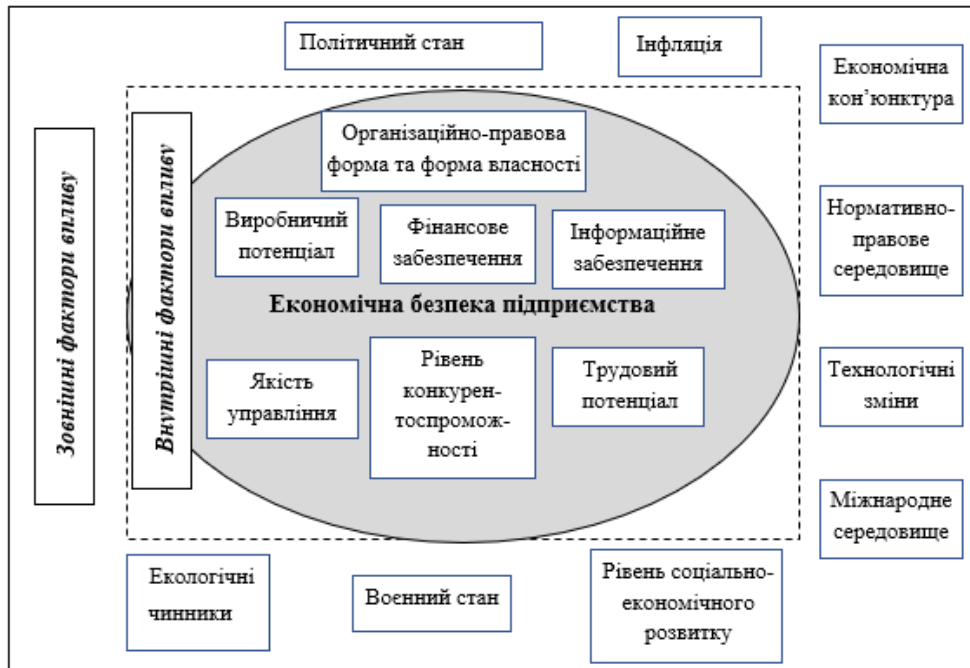 Політичний стан
Інфляція
Економічна
кон’юнктура
Зовнішні фактори впливу
Внутрішні фактори впливу
Організаційно-правова
форма та форма власності
Виробничий
потенціал
Фінансове
забезпечення
Інформаційне
забезпечення
Нормативно-
правове
середовище
Економічна безпека підприємства
Якість
управління
Рівень
конкурен-
тоспромож-
ності
Трудовий
потенціал
Технологічні
зміни
Міжнародне
середовище
Екологічні
чинники
Воєнний стан
Рівень соціально-
економічного
розвитку